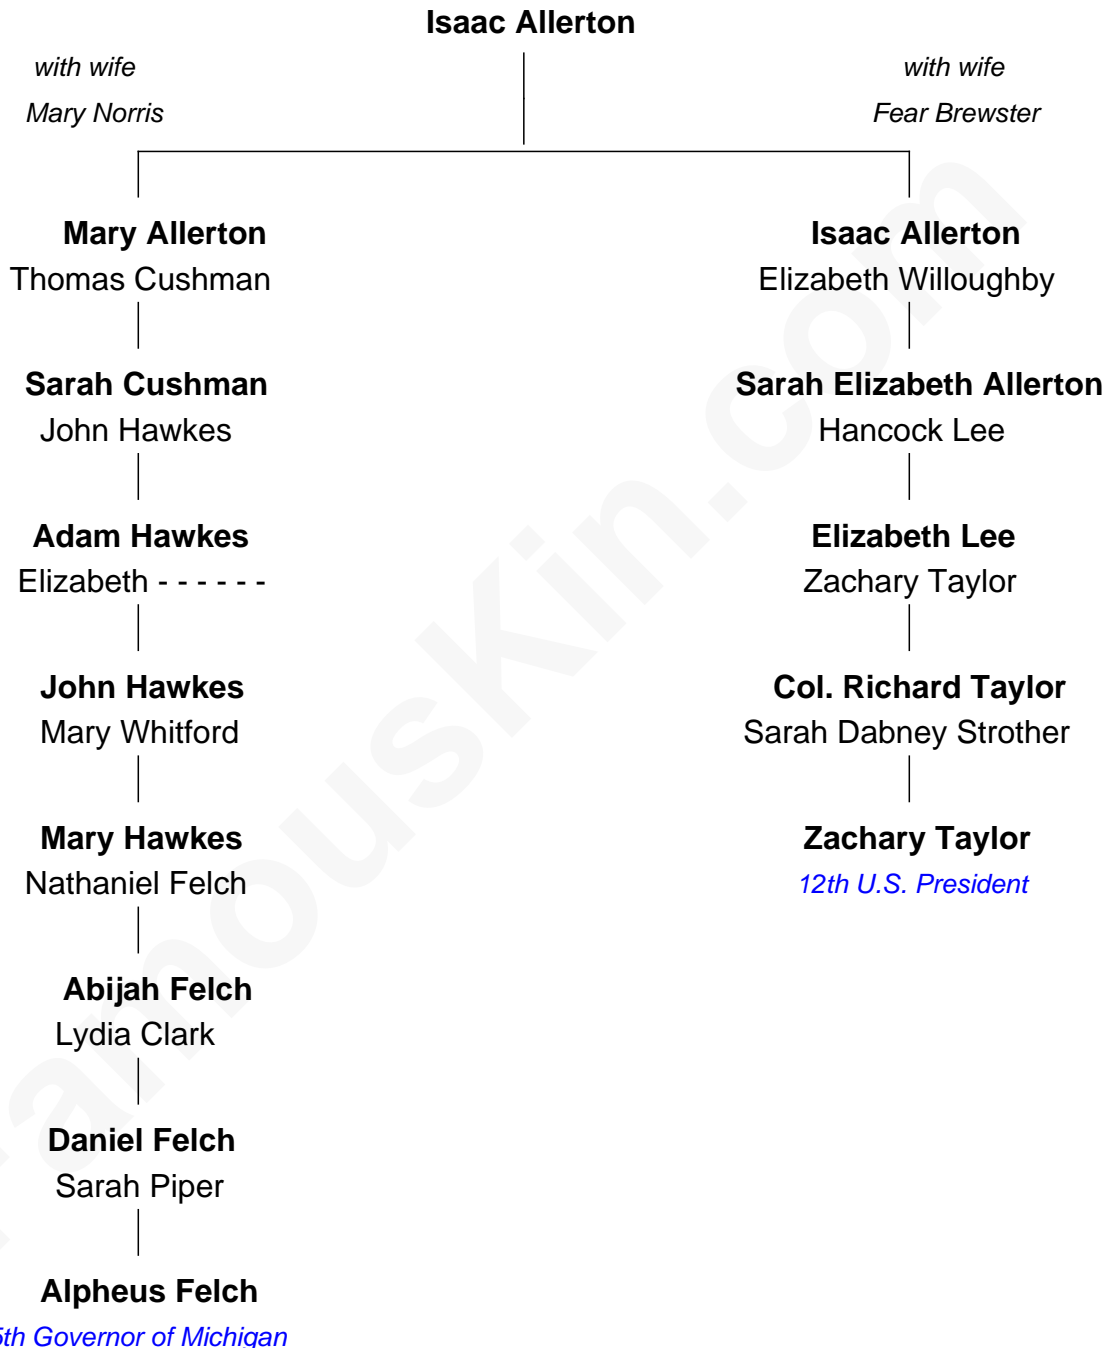 Isaac Allerton
with wife
Mary Norris
with wife
Fear Brewster
Mary Allerton
Thomas Cushman
Isaac Allerton
Elizabeth Willoughby
Sarah Cushman
John Hawkes
Sarah Elizabeth Allerton
Hancock Lee
Adam Hawkes
Elizabeth - - - - - -
Elizabeth Lee
Zachary Taylor
John Hawkes
Mary Whitford
Col. Richard Taylor
Sarah Dabney Strother
Mary Hawkes
Nathaniel Felch
Zachary Taylor
12th U.S. President
Abijah Felch
Lydia Clark
Daniel Felch
Sarah Piper
Alpheus Felch
5th Governor of Michigan
FamousKin.com